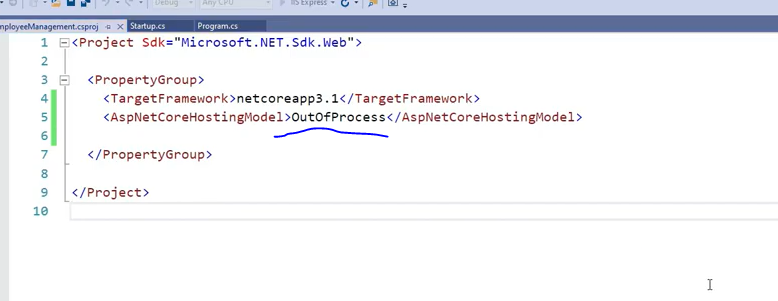 Debug Any CPU IIS Express
mployeeManagement.csproj Startup.cs Program.cs
1 <Project Sdk="Microsoft.NET.Sdk.Web">
2
3 <PropertyGroup>
4 <TargetFramework>netcoreapp3.1</TargetFramework>
5 <AspNetCoreHostingModel>OutOfProcess</AspNetCoreHostingModel>
6
7 </PropertyGroup>
8
9 </Project>
10